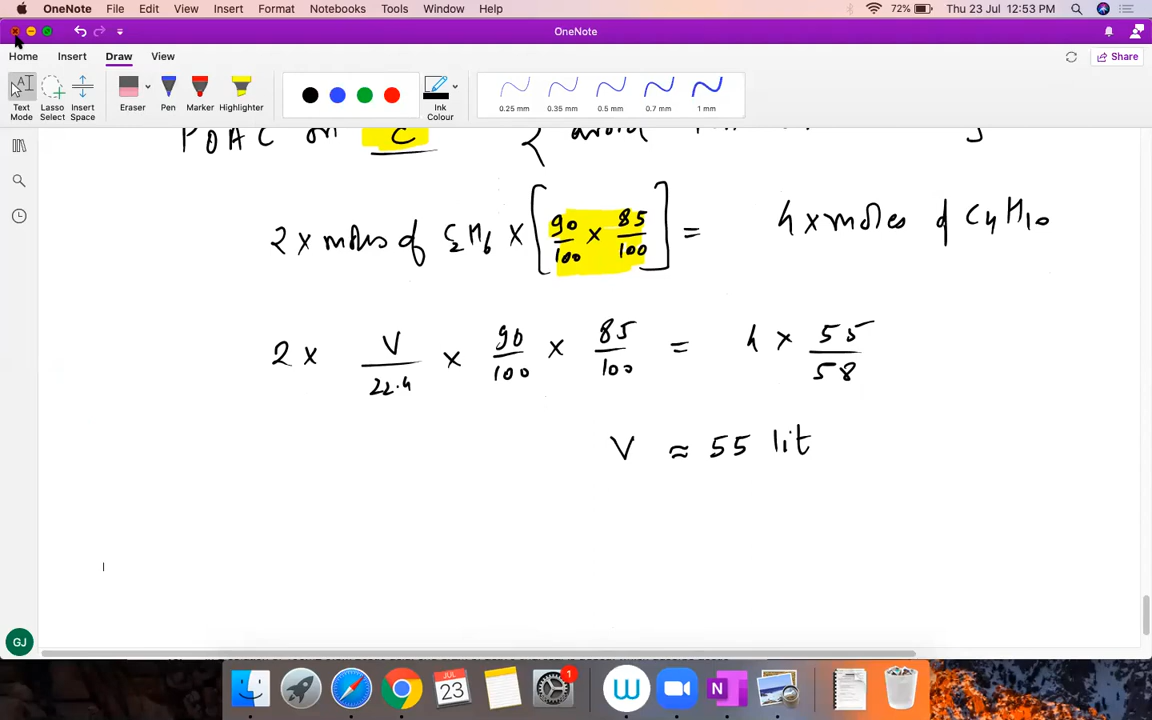 OneNote File Edit View Insert Format Notebooks Tools Window Help 72% Thu 23 Jul 12:53 PM
OneNote
Home Insert Draw View Share
Text Mode Lasso Select Insert Space Eraser Pen Marker Highlighter Ink Colour 0.25 mm 0.35 mm 0.5 mm 0.7 mm 1 mm
POAC on C { avoid
2 x moles of C2H6 x [90/100 x 85/100] = 4 x moles of C4H10
2 x V/22.4 x 90/100 x 85/100 = 4 x 55/58
V ≈ 55 lit
GJ
JUL 23 W N 1